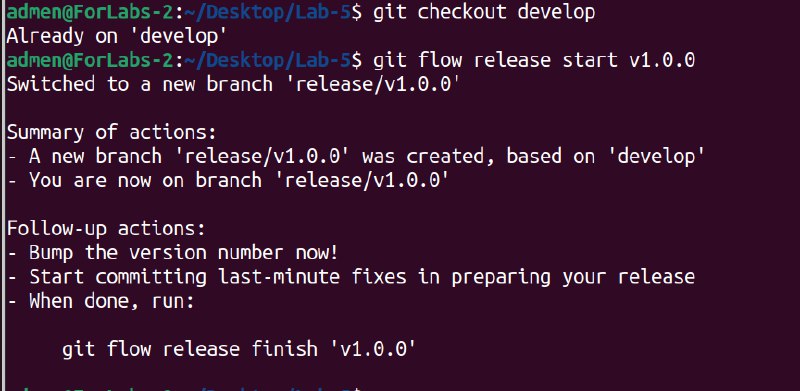 admen@ForLabs-2:~/Desktop/Lab-5$ git checkout develop
Already on 'develop'
admen@ForLabs-2:~/Desktop/Lab-5$ git flow release start v1.0.0
Switched to a new branch 'release/v1.0.0'
Summary of actions:
- A new branch 'release/v1.0.0' was created, based on 'develop'
- You are now on branch 'release/v1.0.0'
Follow-up actions:
- Bump the version number now!
- Start committing last-minute fixes in preparing your release
- When done, run:
git flow release finish 'v1.0.0'